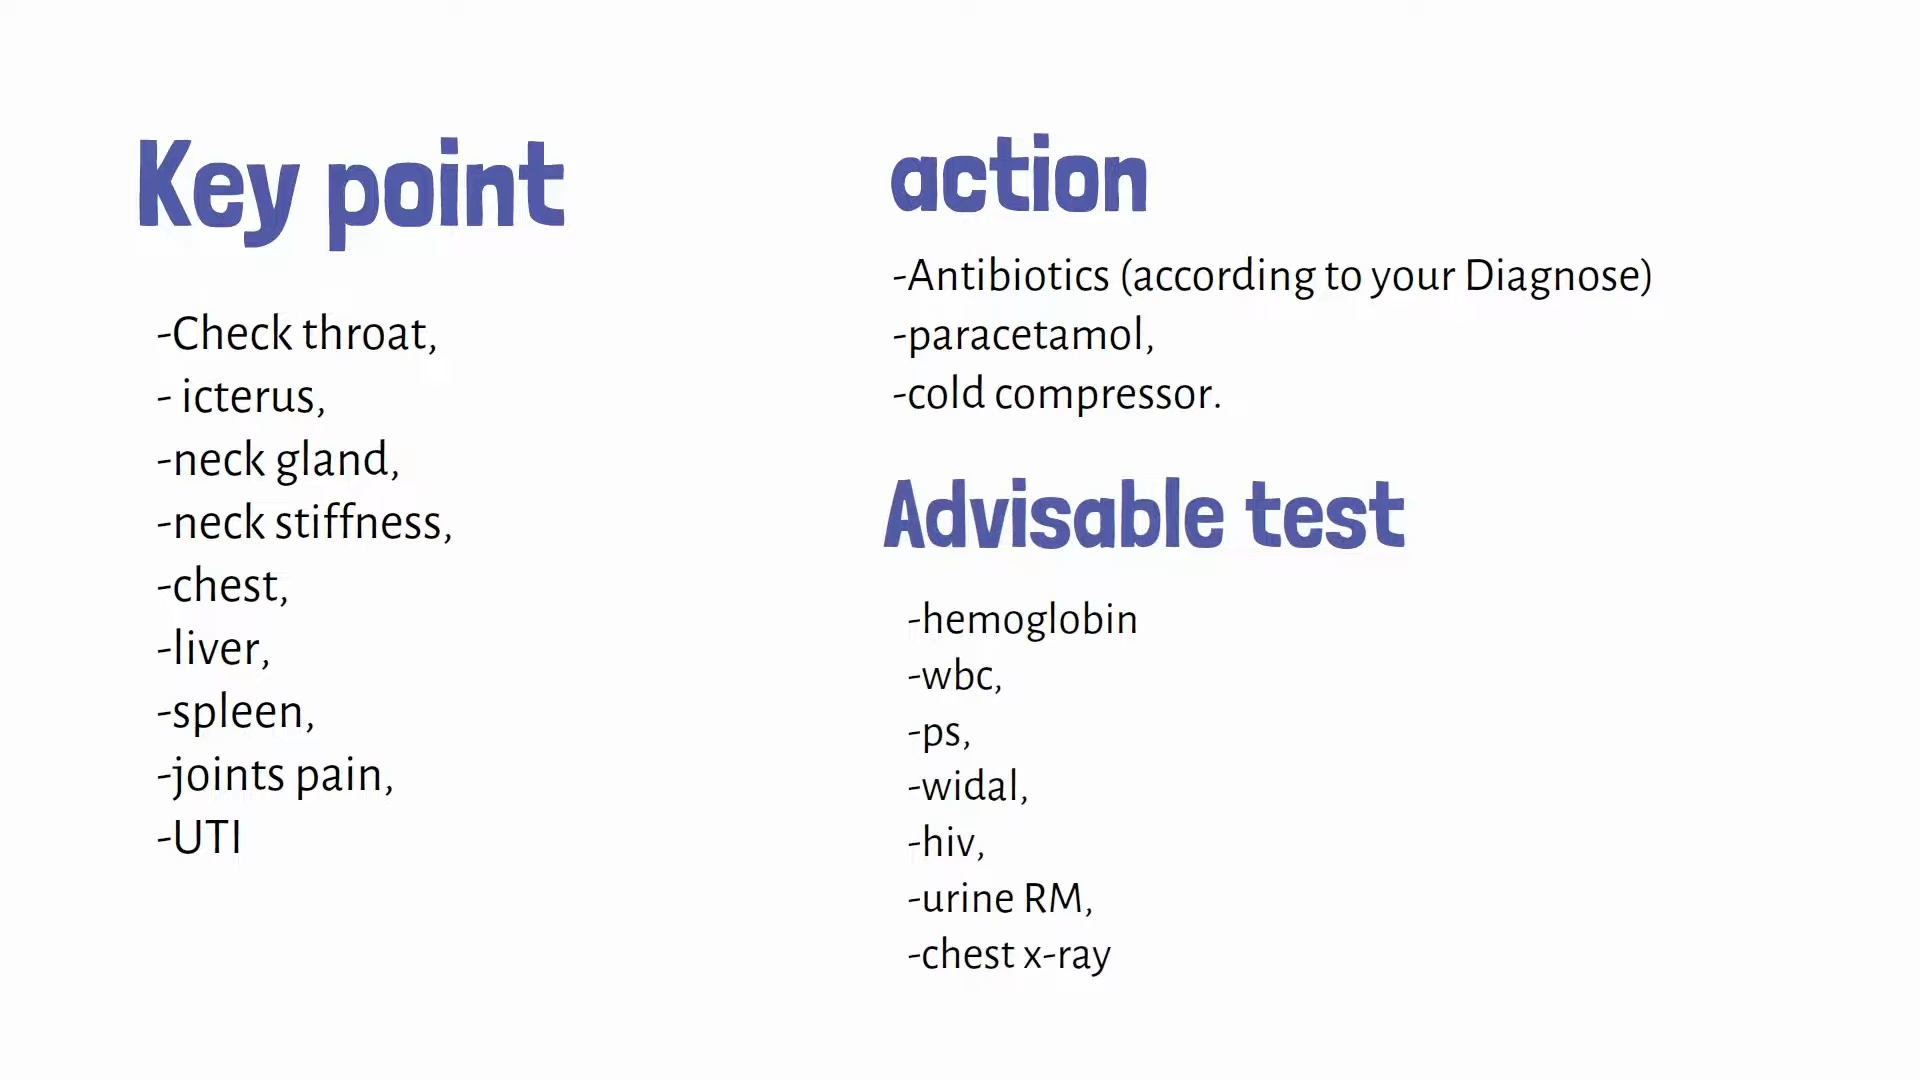 Key point
-Check throat,
- icterus,
-neck gland,
-neck stiffness,
-chest,
-liver,
-spleen,
-joints pain,
-UTI
action
-Antibiotics (according to your Diagnose)
-paracetamol,
-cold compressor.
Advisable test
-hemoglobin
-wbc,
-ps,
-widal,
-hiv,
-urine RM,
-chest x-ray